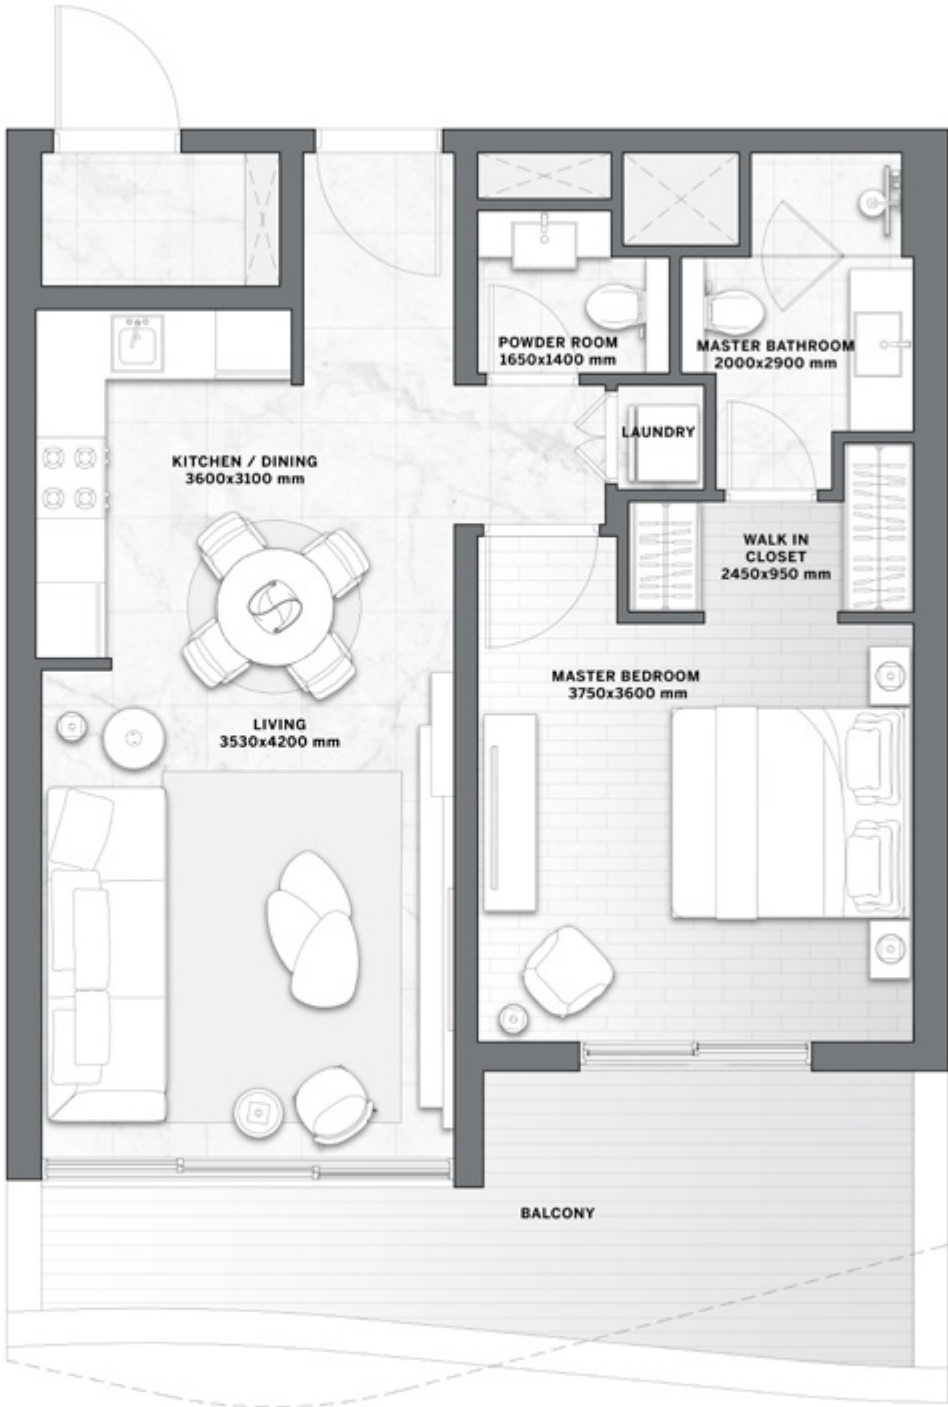 POWDER ROOM
1650x1400 mm
MASTER BATHROOM
2000x2900 mm
LAUNDRY
KITCHEN / DINING
3600x3100 mm
WALK IN
CLOSET
2450x950 mm
MASTER BEDROOM
3750x3600 mm
LIVING
3530x4200 mm
BALCONY